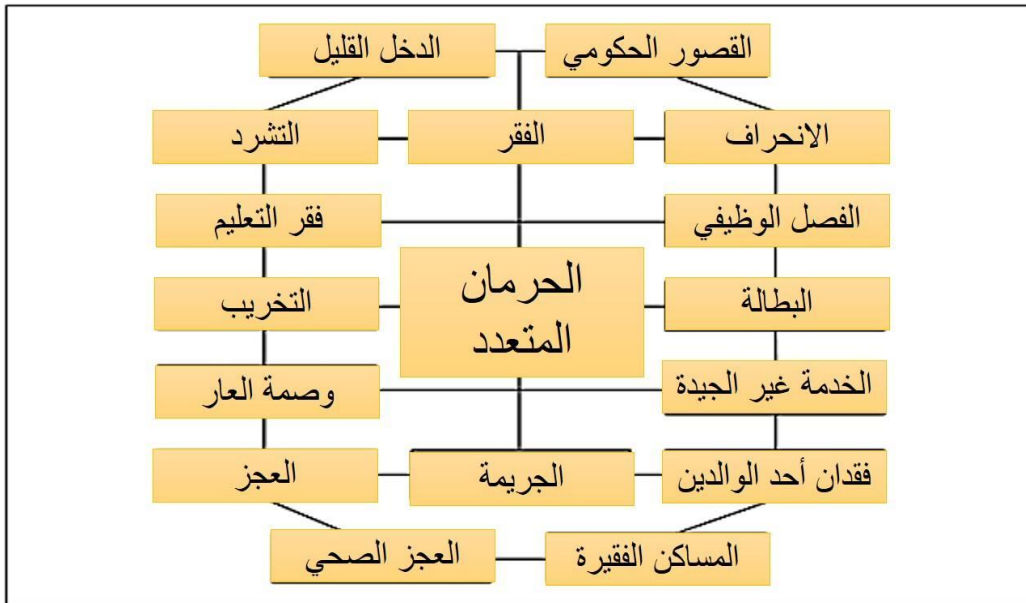 القصور الحكومي
الدخل القليل
الانحراف
الفقر
التشرد
الفصل الوظيفي
فقر التعليم
الحرمان
المتعدد
البطالة
التخريب
الخدمة غير الجيدة
وصمة العار
فقدان أحد الوالدين
الجريمة
العجز
المساكن الفقيرة
العجز الصحي